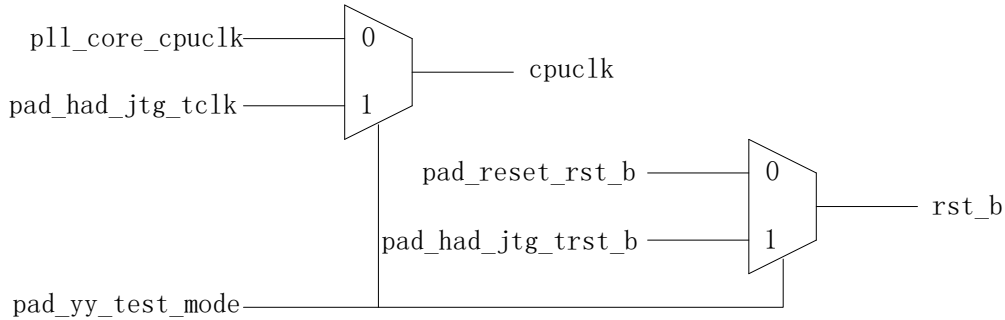 pll_core_cpuclk
0
cpuclk
pad_had_jtg_tclk
1
pad_reset_rst_b
0
rst_b
pad_had_jtg_trst_b
1
pad_yy_test_mode